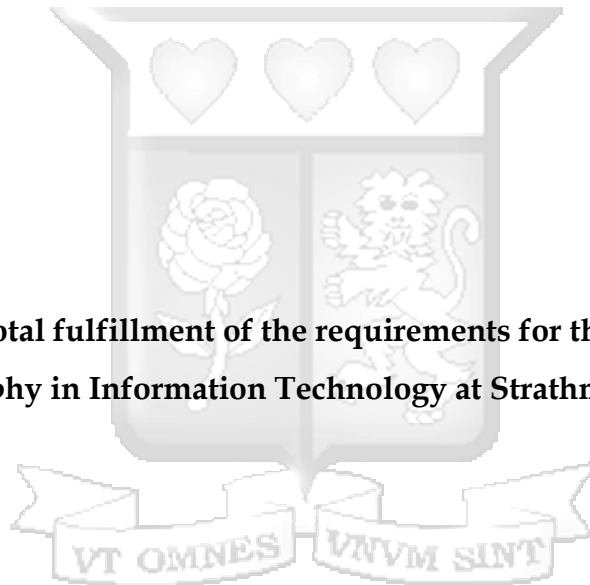 otal fulfillment of the requirements for th
phy in Information Technology at Strathm
VT OMNES VNVM SINT